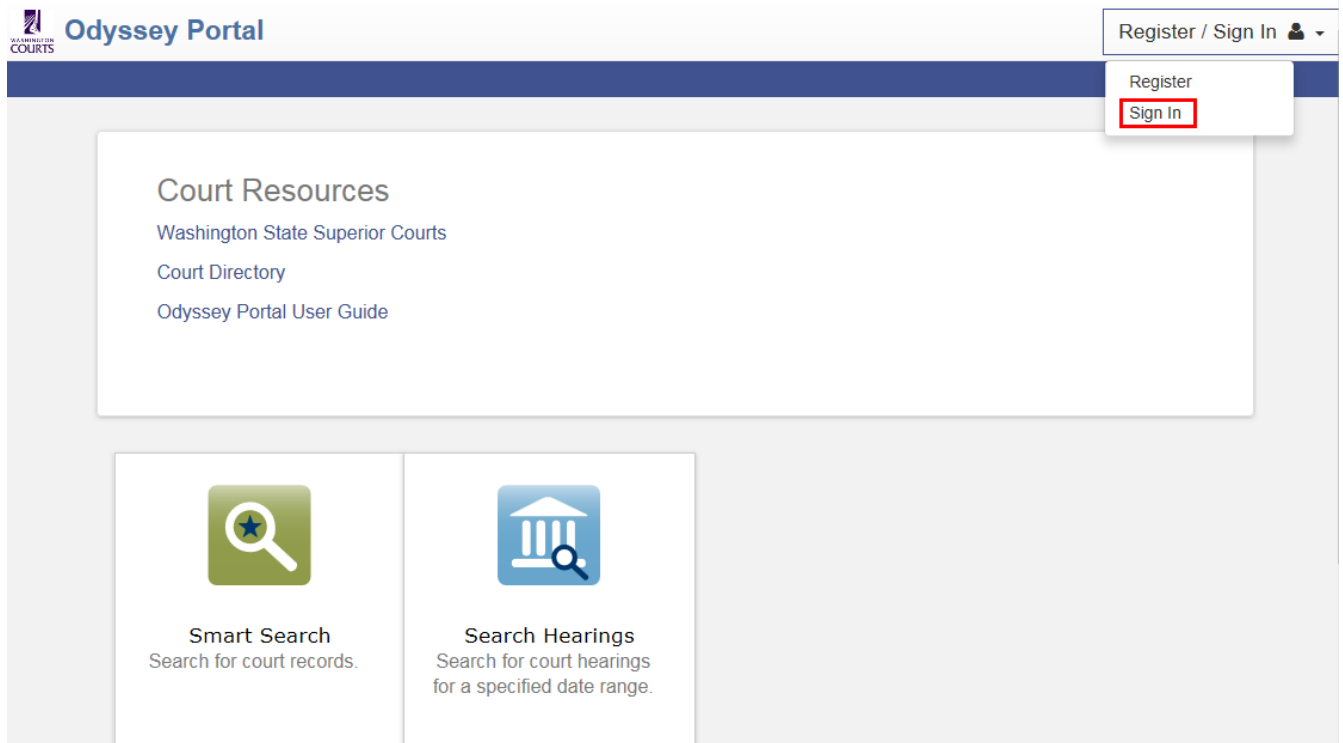 WASHINGTON
COURTS
Odyssey Portal
Register / Sign In
Register
Sign In
Court Resources
Washington State Superior Courts
Court Directory
Odyssey Portal User Guide
Smart Search
Search for court records.
Search Hearings
Search for court hearings
for a specified date range.